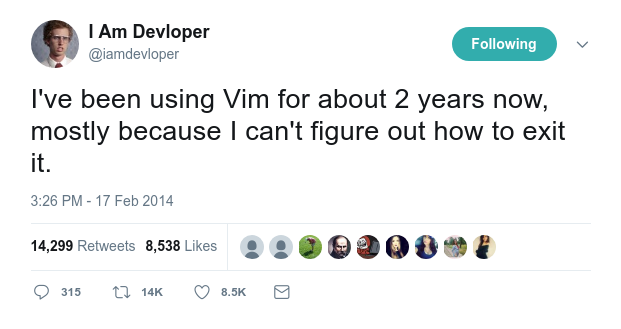 I Am Devloper
@iamdevloper
Following
I've been using Vim for about 2 years now,
mostly because I can't figure out how to exit
it.
3:26 PM - 17 Feb 2014
14,299 Retweets 8,538 Likes
315 14K 8.5K